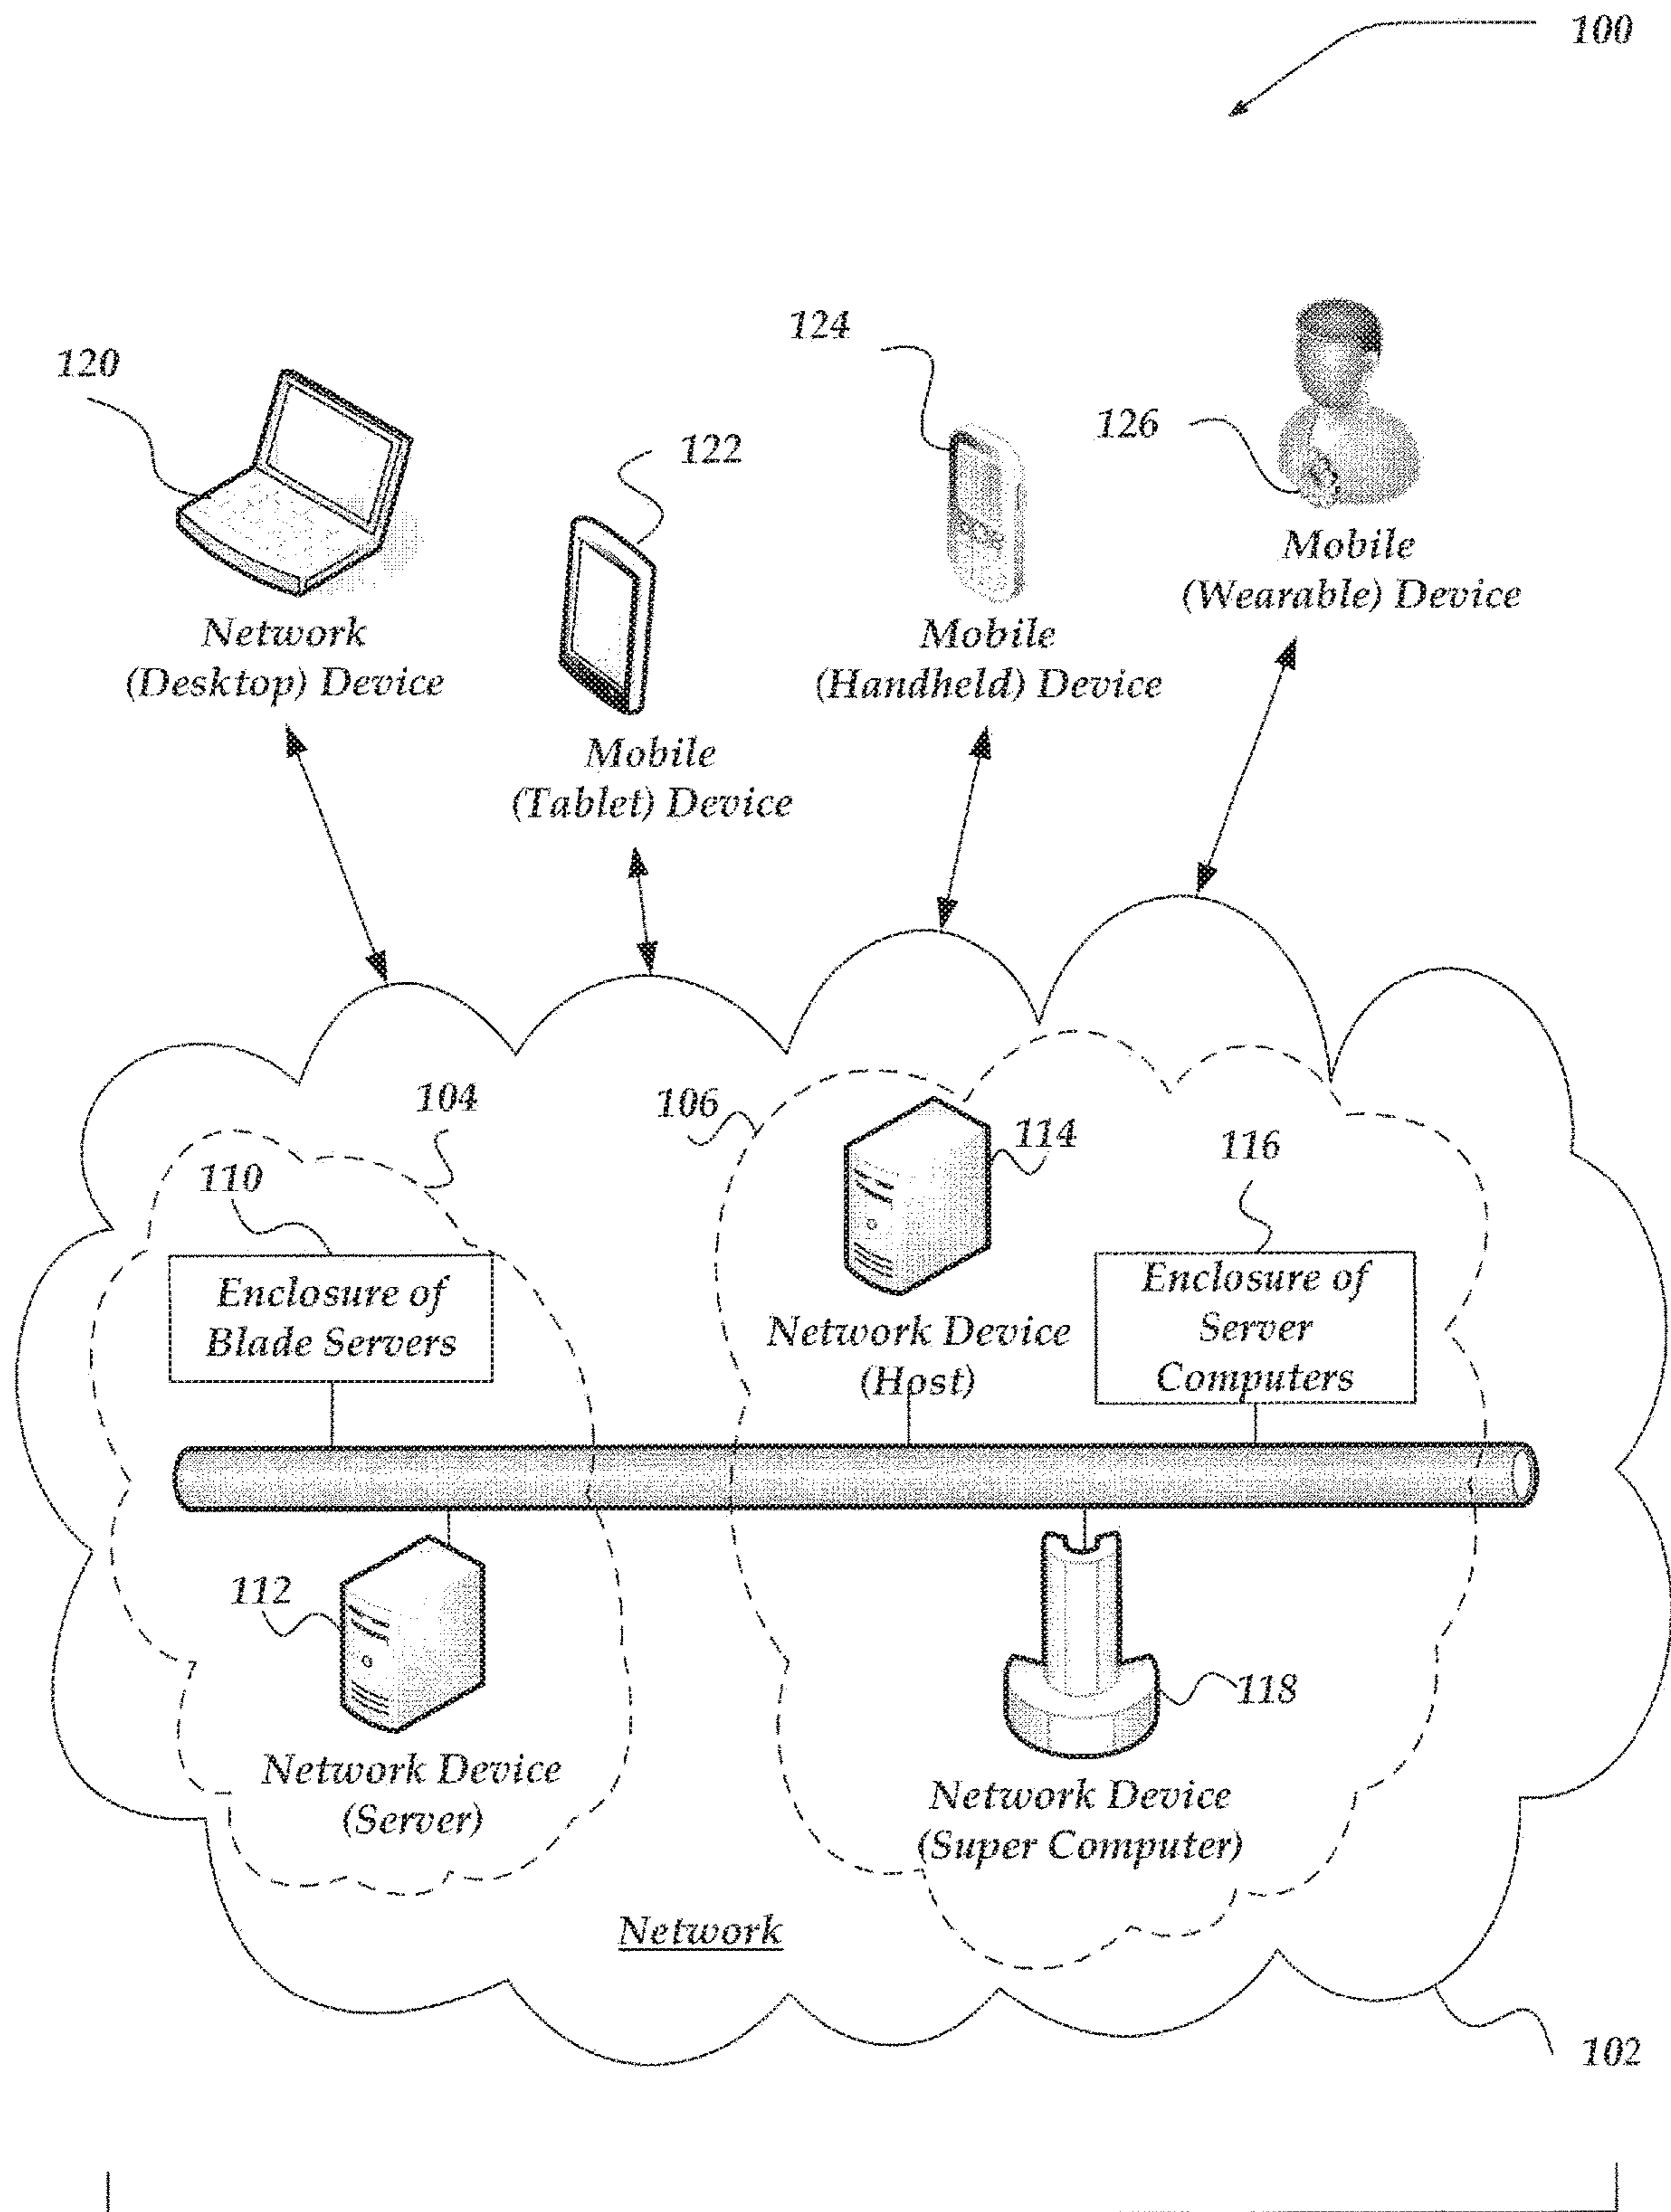 100
124
120
126
122
Mobile
(Wearable) Device
Network
(Desktop) Device
Mobile
(Handheld) Device
Mobile
(Tablet) Device
104
106
114
116
110
Enclosure of
Blade Servers
Enclosure of
Server
Computers
Network Device
(Host)
112
118
Network Device
(Server)
Network Device
(Super Computer)
Network
102